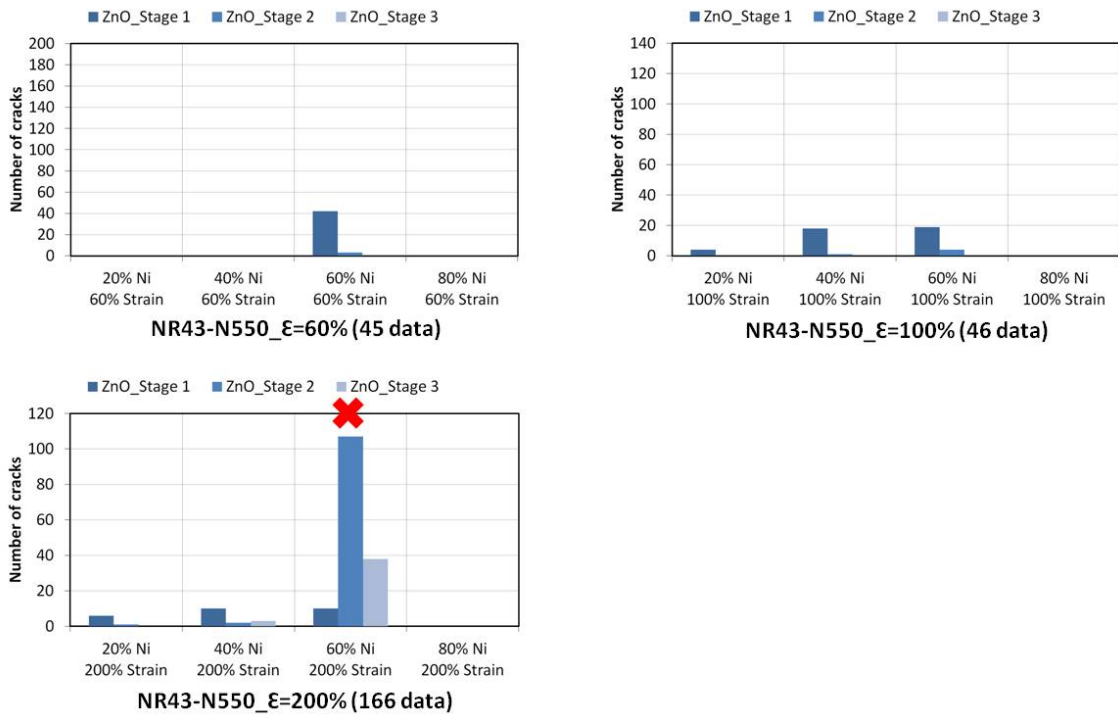 ZnO_Stage 1 ZnO_Stage 2 ZnO_Stage 3
Number of cracks
200
180
160
140
120
100
80
60
40
20
0
20% Ni 40% Ni 60% Ni 80% Ni
60% Strain 60% Strain 60% Strain 60% Strain
NR43-N550_Ɛ=60% (45 data)
ZnO_Stage 1 ZnO_Stage 2 ZnO_Stage 3
Number of cracks
140
120
100
80
60
40
20
0
20% Ni 40% Ni 60% Ni 80% Ni
100% Strain 100% Strain 100% Strain 100% Strain
NR43-N550_Ɛ=100% (46 data)
ZnO_Stage 1 ZnO_Stage 2 ZnO_Stage 3
Number of cracks
120
100
80
60
40
20
0
20% Ni 40% Ni 60% Ni 80% Ni
200% Strain 200% Strain 200% Strain 200% Strain
NR43-N550_Ɛ=200% (166 data)